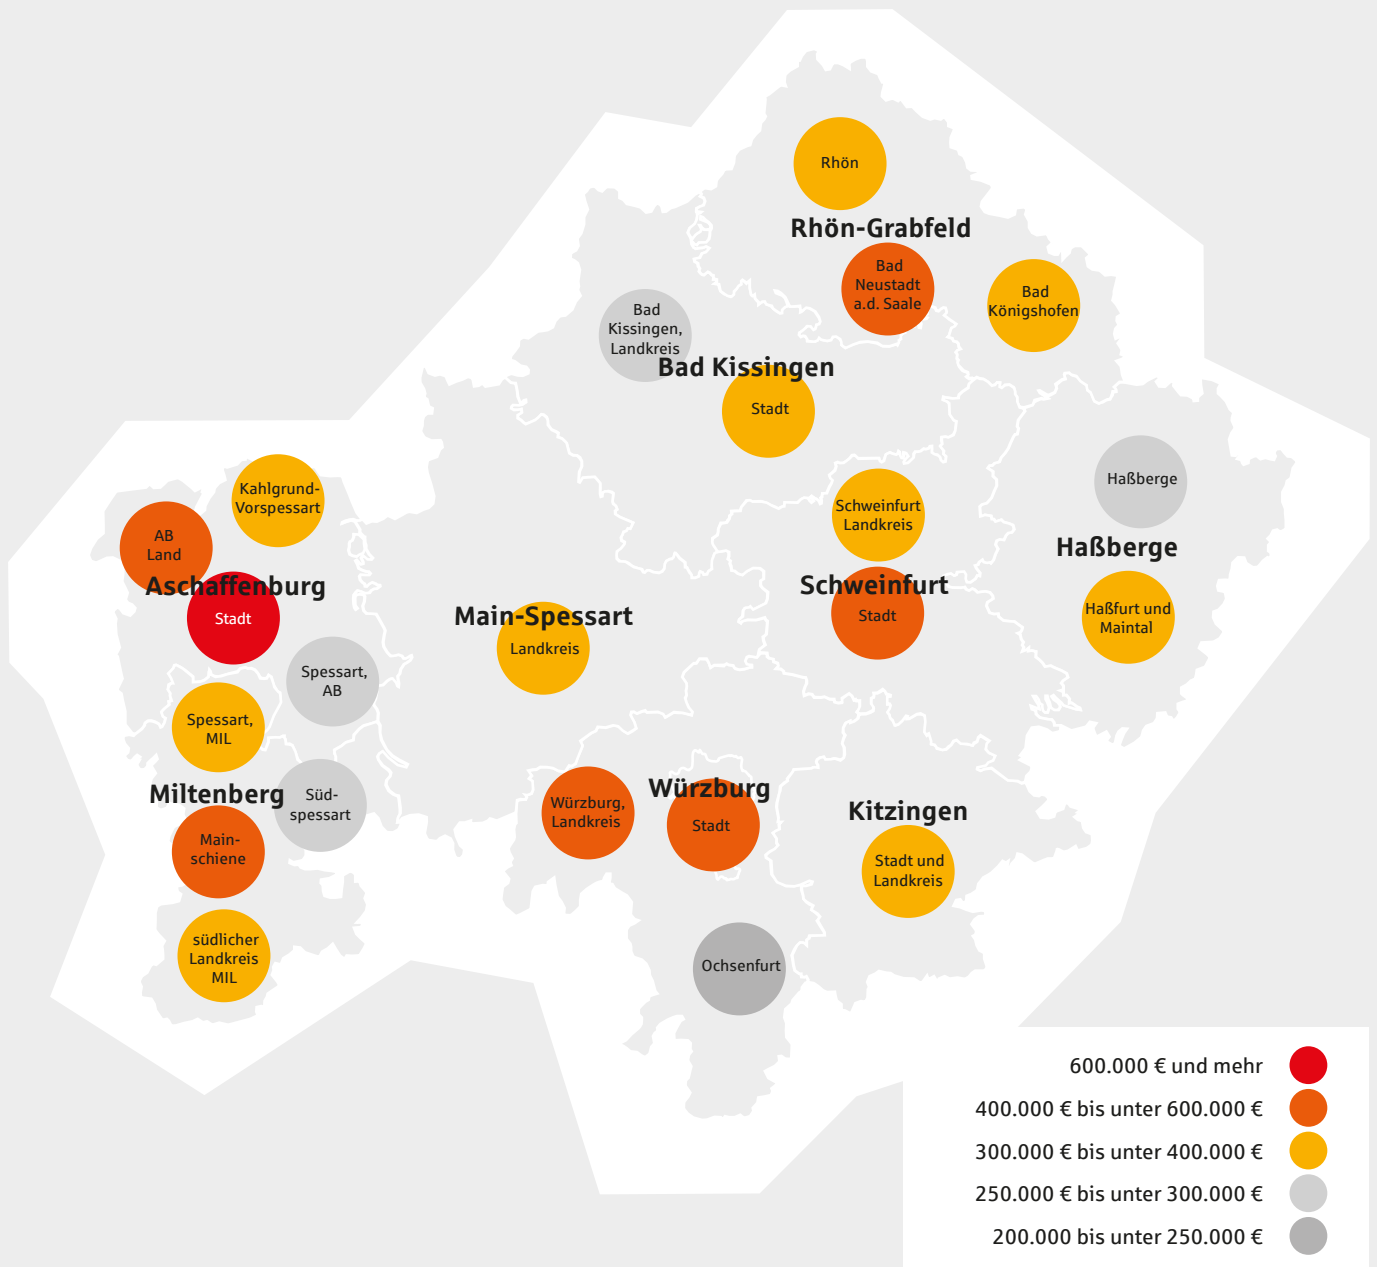 Rhön
Rhön-Grabfeld
Bad
Neustadt
a.d. Saale
Bad
Königshofen
Bad
Kissingen,
Landkreis
Bad Kissingen
Stadt
Kahlgrund-
Vorspessart
AB
Land
Aschaffenburg
Stadt
Spessart,
AB
Spessart,
MIL
Miltenberg
Süd-
spessart
Main-
schiene
südlicher
Landkreis
MIL
Main-Spessart
Landkreis
Schweinfurt
Landkreis
Schweinfurt
Stadt
Haßberge
Haßberge
Haßfurt und
Maintal
Würzburg,
Landkreis
Würzburg
Stadt
Ochsenfurt
Kitzingen
Stadt und
Landkreis
600.000 € und mehr
400.000 € bis unter 600.000 €
300.000 € bis unter 400.000 €
250.000 € bis unter 300.000 €
200.000 bis unter 250.000 €